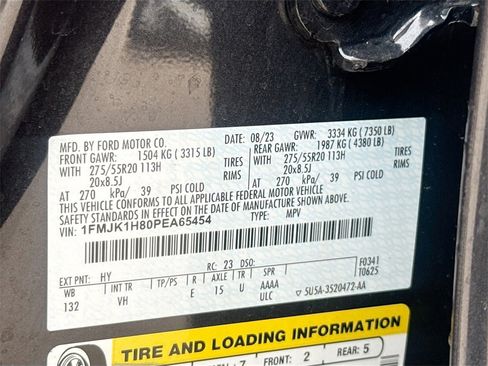 MFD. BY FORD MOTOR CO.
08/23 GVWR: 3334 KG (7350 LB)
FRONT GAWR: 1504 KG (3315 LB)
REAR GAWR: 1987 KG (4380 LB)
WITH 275/55R20 113H TIRES
WITH 275/55R20 113H TIRES
20x8.5J RIMS
20x8.5J RIMS
AT 270 kPa/ 39 PSI COLD
AT 270 kPa/ 39 PSI COLD
THIS VEHICLE CONFORMS TO ALL APPLICABLE FEDERAL MOTOR VEHICLE
SAFETY STANDARDS IN EFFECT ON THE DATE OF MANUFACTURE SHOWN ABOVE.
VIN: 1FMJK1H80PEA65454 TYPE: MPV
EXT PNT: HY RC: 23 DSO: F0341
WB INT TR TR AXLE TR SPR T0625
132 VH E 15 U AAAA
ULC 5U5A-3520472-AA
TIRE AND LOADING INFORMATION
7 FRONT: 2 REAR: 5